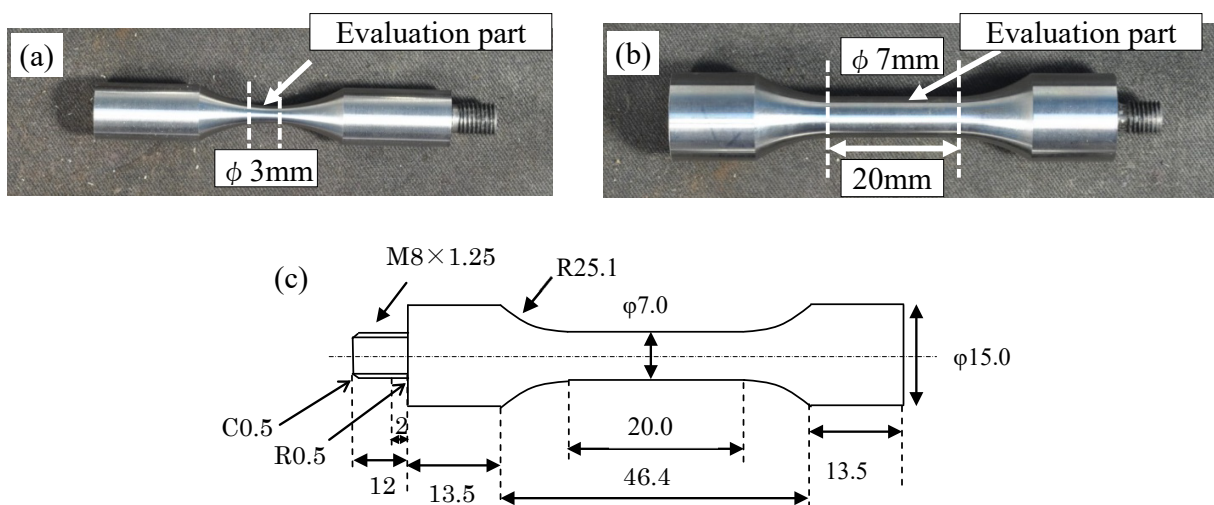 (a)
Evaluation part
ϕ 3mm
(b)
Evaluation part
ϕ 7mm
20mm
(c)
M8×1.25
R25.1
φ7.0
φ15.0
C0.5
R0.5
2
12
13.5
20.0
46.4
13.5